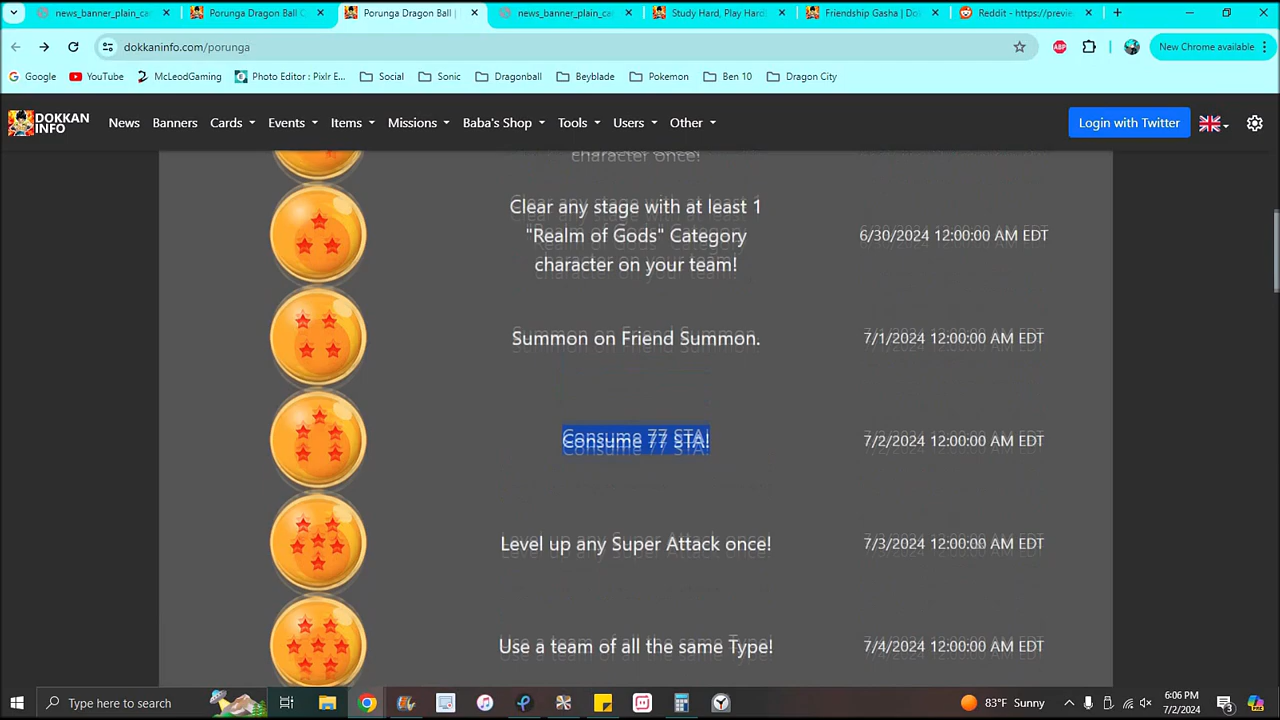 news_banner_plain_ca
Porunga Dragon Ball C
Porunga Dragon Ball |
news_banner_plain_cat
Study Hard, Play Hard!
Friendship Gasha | Do
Reddit - https://previe
dokkaninfo.com/porunga
ABP
New Chrome available
Google
YouTube
McLeodGaming
Photo Editor : Pixlr E...
Social
Sonic
Dragonball
Beyblade
Pokemon
Ben 10
Dragon City
DOKKAN
INFO
News
Banners
Cards
Events
Items
Missions
Baba's Shop
Tools
Users
Other
Login with Twitter
character once!
Clear any stage with at least 1
"Realm of Gods" Category
character on your team!
6/30/2024 12:00:00 AM EDT
Summon on Friend Summon.
7/1/2024 12:00:00 AM EDT
Consume 77 STA!
7/2/2024 12:00:00 AM EDT
Level up any Super Attack once!
7/3/2024 12:00:00 AM EDT
Use a team of all the same Type!
7/4/2024 12:00:00 AM EDT
Type here to search
83°F Sunny
6:06 PM
7/2/2024
3